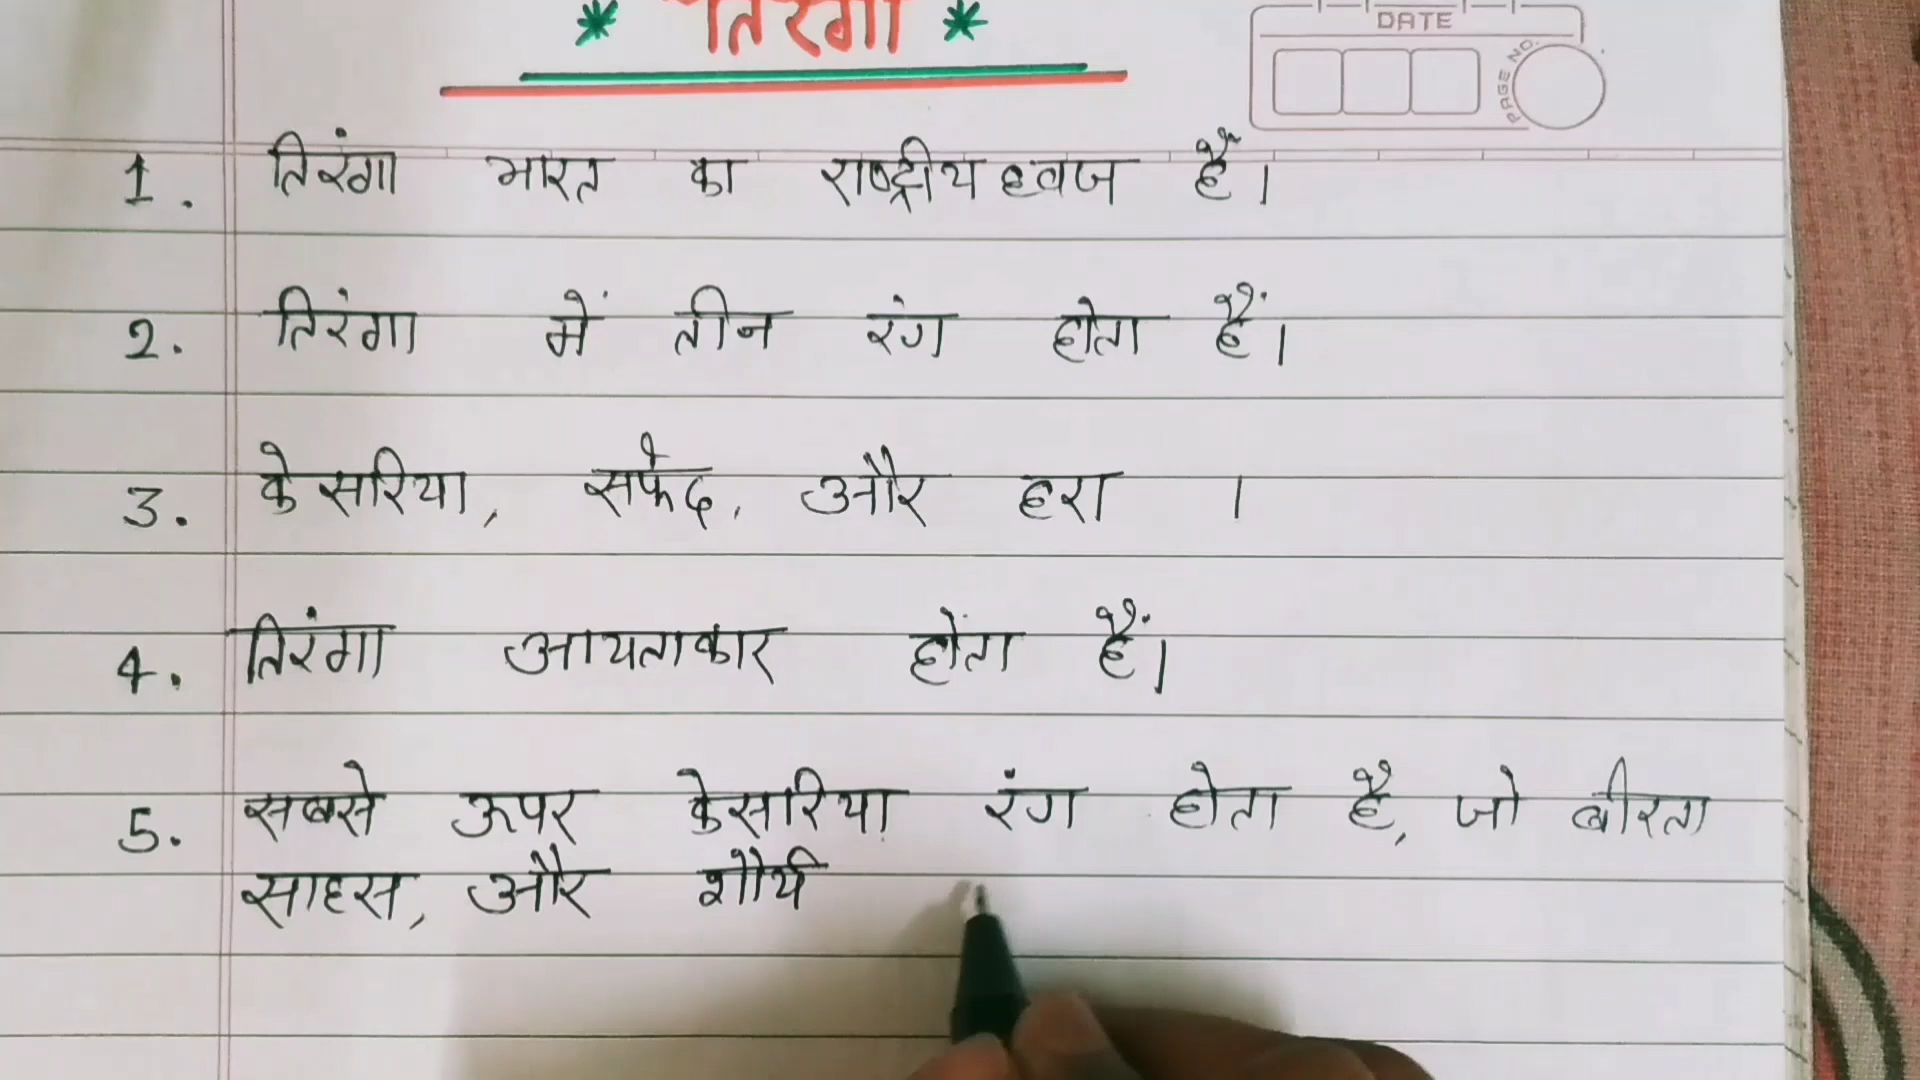 * तिरंगा *
DATE
PAGE NO.
1. तिरंगा भारत का राष्ट्रीय ध्वज हैं।
2. तिरंगा में तीन रंग होता हैं।
3. केसरिया, सफेद, और हरा ।
4. तिरंगा आयताकार होंता हैं।
5. सबसे ऊपर केसरिया रंग होता है, जो वीरता
साहस, और शौर्य